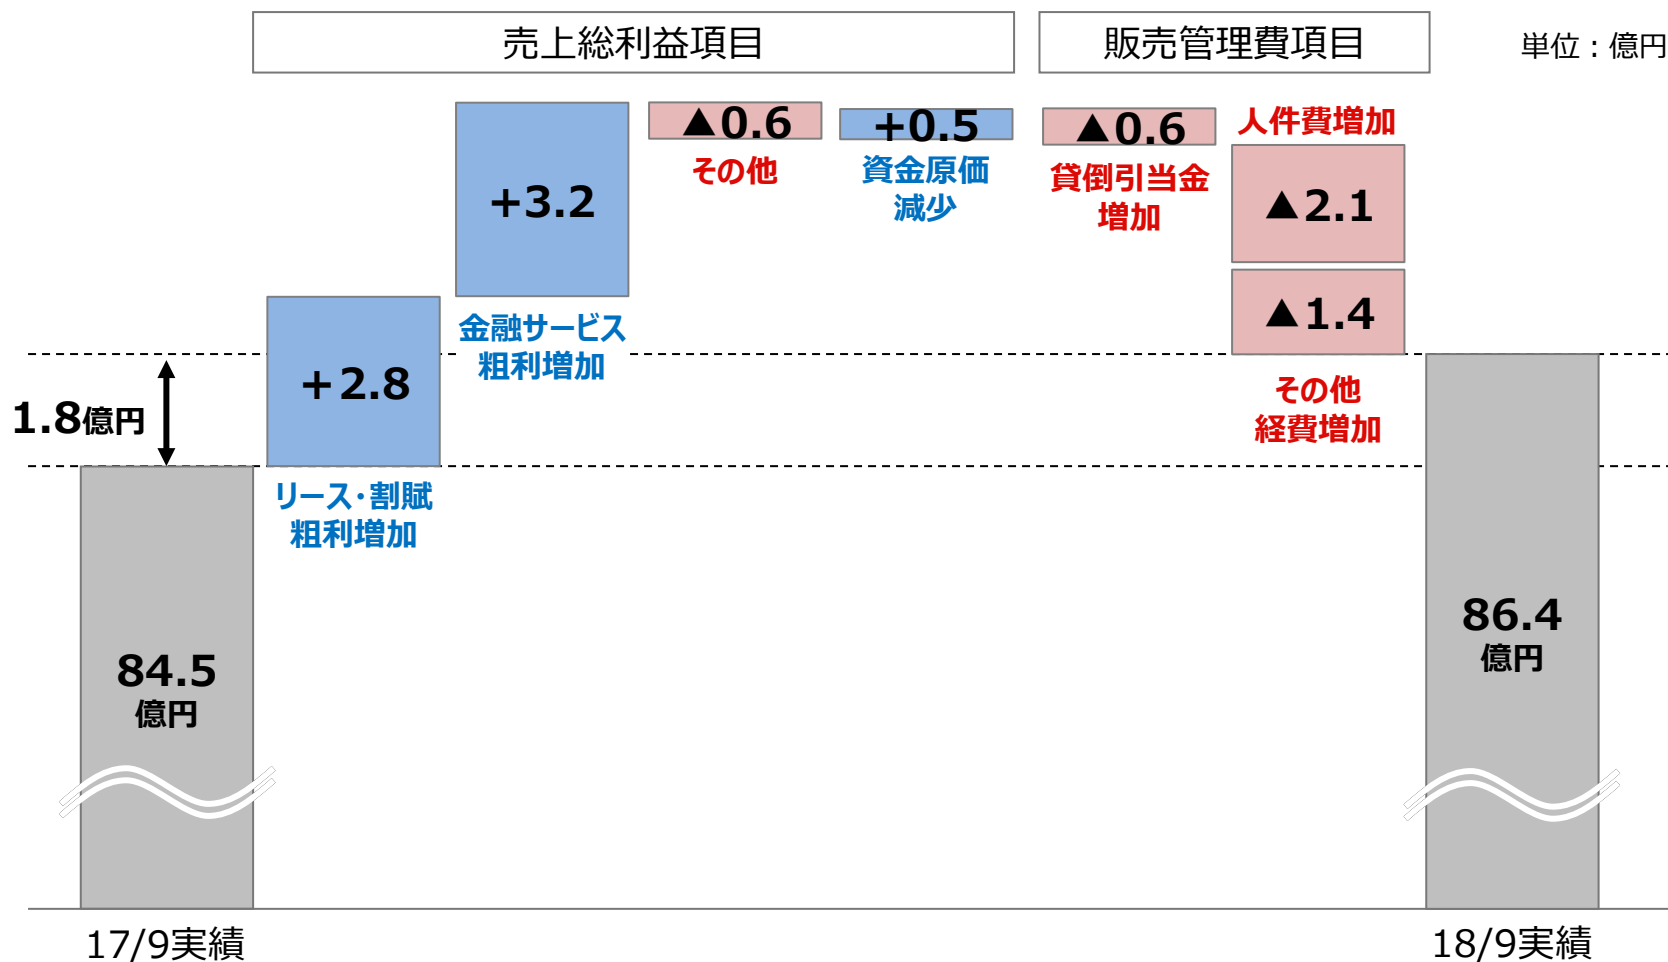 売上総利益項目
販売管理費項目
単位：億円
+3.2
金融サービス
粗利増加
▲0.6
その他
+0.5
資金原価
減少
▲0.6
貸倒引当金
増加
人件費増加
▲2.1
▲1.4
その他
経費増加
1.8億円
+2.8
リース・割賦
粗利増加
84.5
億円
86.4
億円
17/9実績
18/9実績